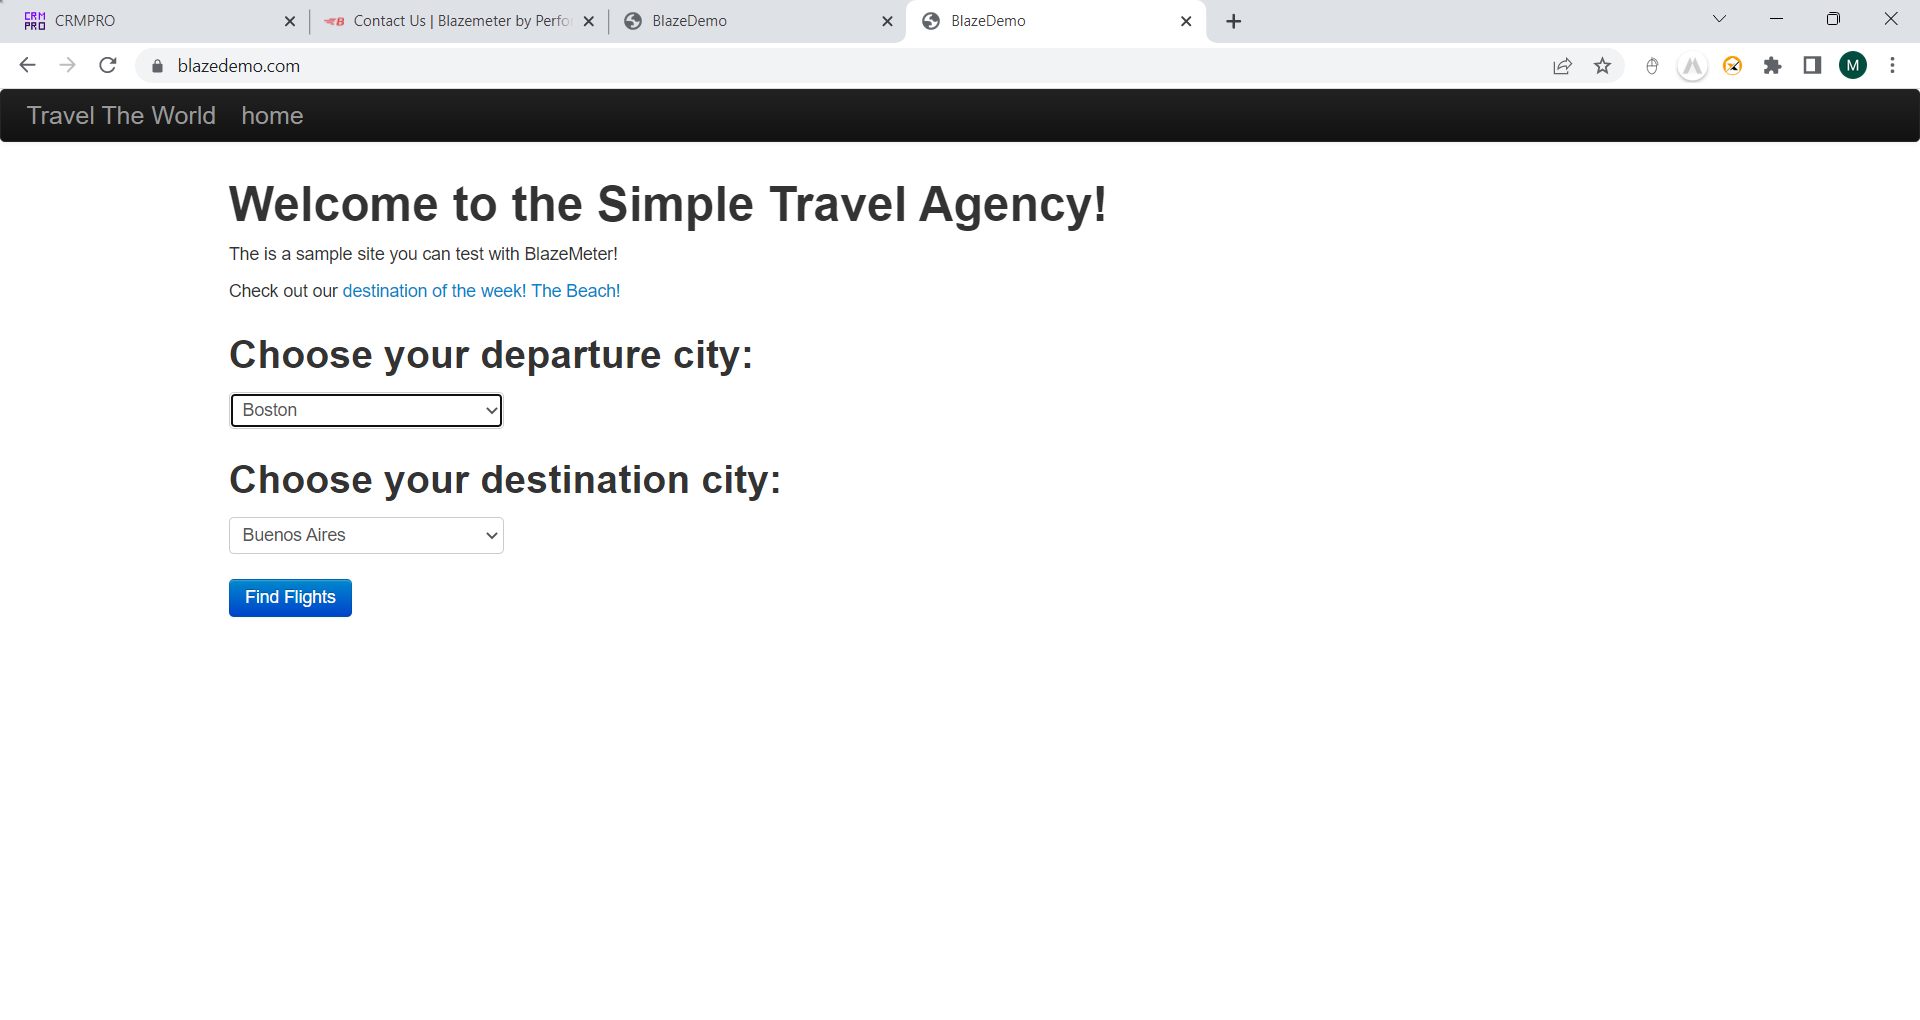 CRM PRO CRMPRO
Contact Us | Blazemeter by Perfo
BlazeDemo
BlazeDemo
blazedemo.com
M
Travel The World home
Welcome to the Simple Travel Agency!
The is a sample site you can test with BlazeMeter!
Check out our destination of the week! The Beach!
Choose your departure city:
Boston
Choose your destination city:
Buenos Aires
Find Flights